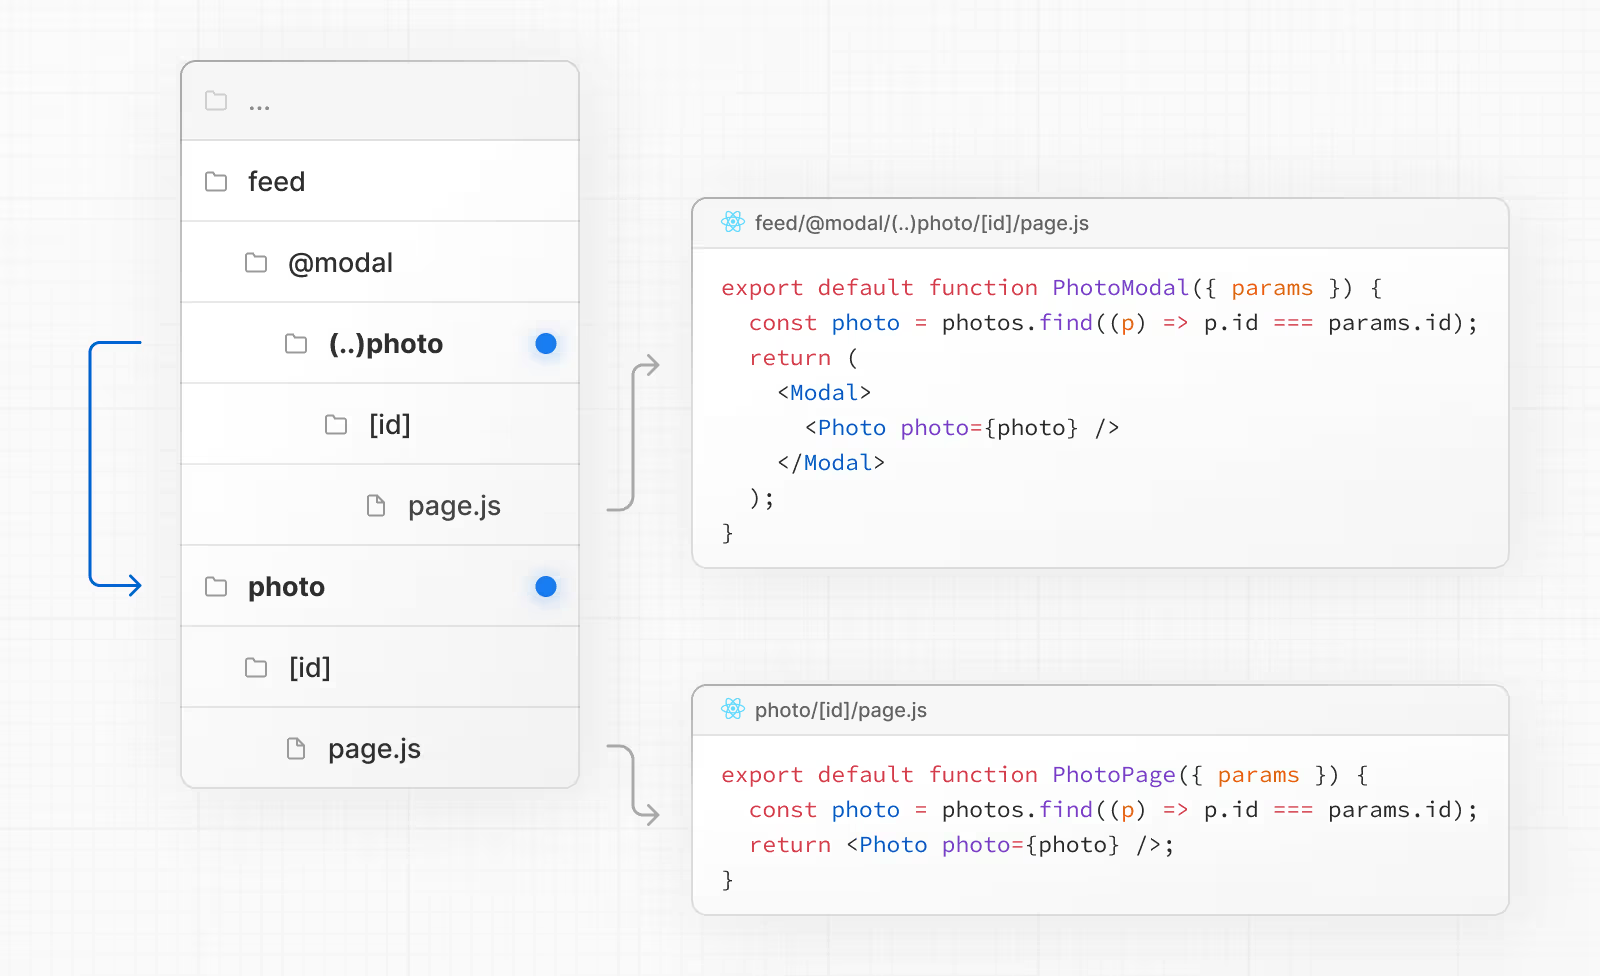 ...
feed
@modal
(..)photo
[id]
page.js
photo
[id]
page.js
feed/@modal/(..)photo/[id]/page.js
export default function PhotoModal({ params }) {
  const photo = photos.find((p) => p.id === params.id);
  return (
    <Modal>
      <Photo photo={photo} />
    </Modal>
  );
}
photo/[id]/page.js
export default function PhotoPage({ params }) {
  const photo = photos.find((p) => p.id === params.id);
  return <Photo photo={photo} />;
}